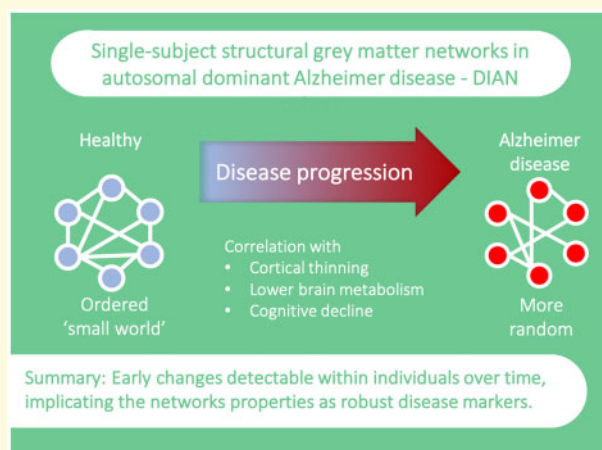 Single-subject structural grey matter networks in
autosomal dominant Alzheimer disease - DIAN
Healthy
Disease progression
Alzheimer
disease
Correlation with
• Cortical thinning
• Lower brain metabolism
• Cognitive decline
Ordered
‘small world’
More
random
Summary: Early changes detectable within individuals over time,
implicating the networks properties as robust disease markers.